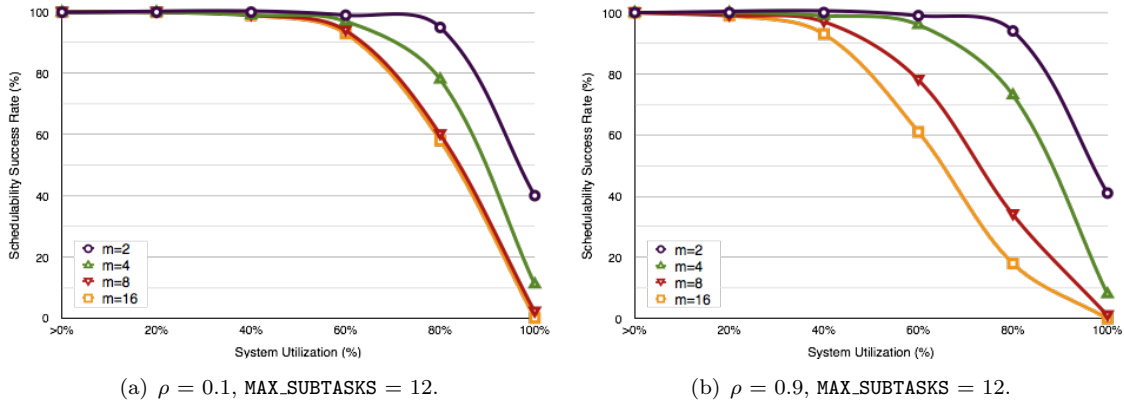 Schedulability Success Rate (%)
100
80
60
40
20
0
m=2
m=4
m=8
m=16
>0%
20%
40%
60%
80%
100%
System Utilization (%)
(a) ρ = 0.1, MAX_SUBTASKS = 12.
Schedulability Success Rate (%)
100
80
60
40
20
0
m=2
m=4
m=8
m=16
>0%
20%
40%
60%
80%
100%
System Utilization (%)
(b) ρ = 0.9, MAX_SUBTASKS = 12.